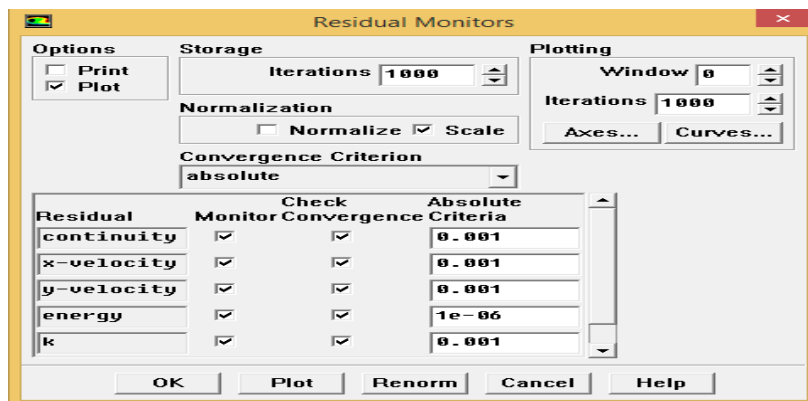 Residual Monitors
Options
Print
Plot
Storage
Iterations 1000
Normalization
Normalize Scale
Convergence Criterion
absolute
Plotting
Window 0
Iterations 1000
Axes... Curves...
Residual Monitor Check Convergence Absolute Criteria
continuity 0.001
x-velocity 0.001
y-velocity 0.001
energy 1e-06
k 0.001
OK Plot Renorm Cancel Help